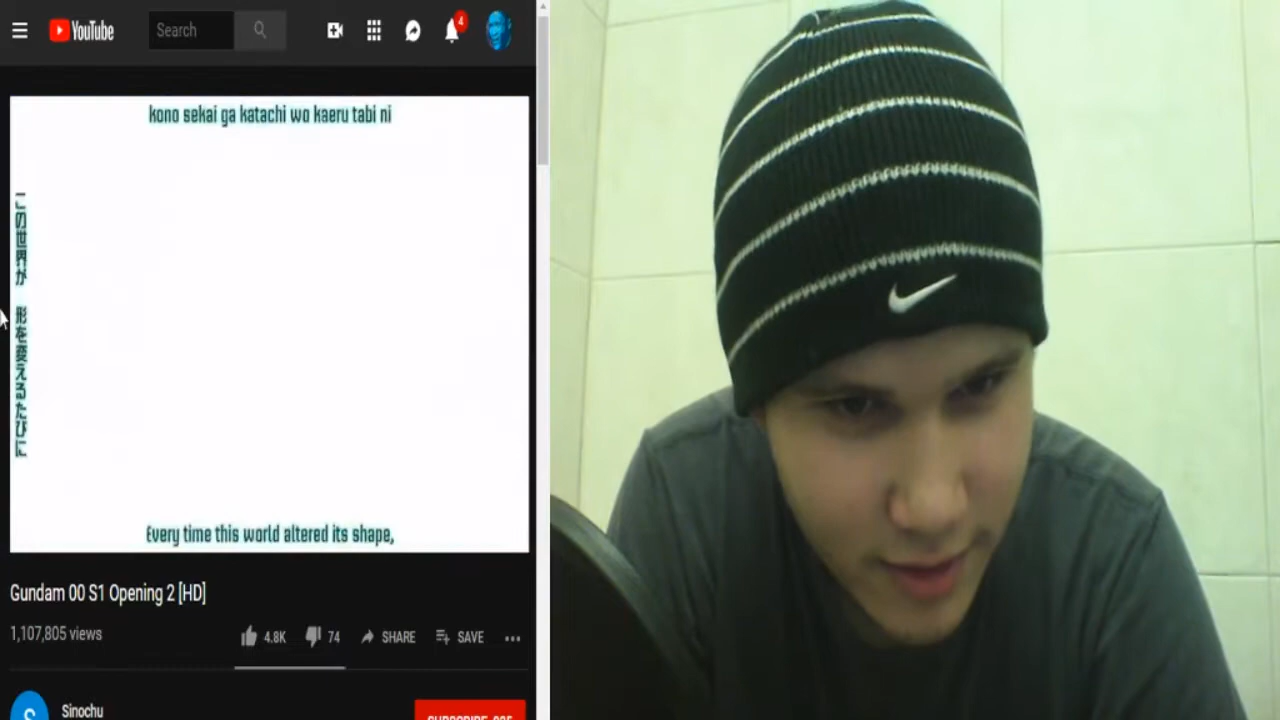 YouTube
Search
4
kono sekai ga katachi wo kaeru tabi ni
この世界が 形を変えるたびに
Every time this world altered its shape,
Gundam 00 S1 Opening 2 [HD]
1,107,805 views
4.8K
74
SHARE
SAVE
S
Sinochu
SUBSCRIBE